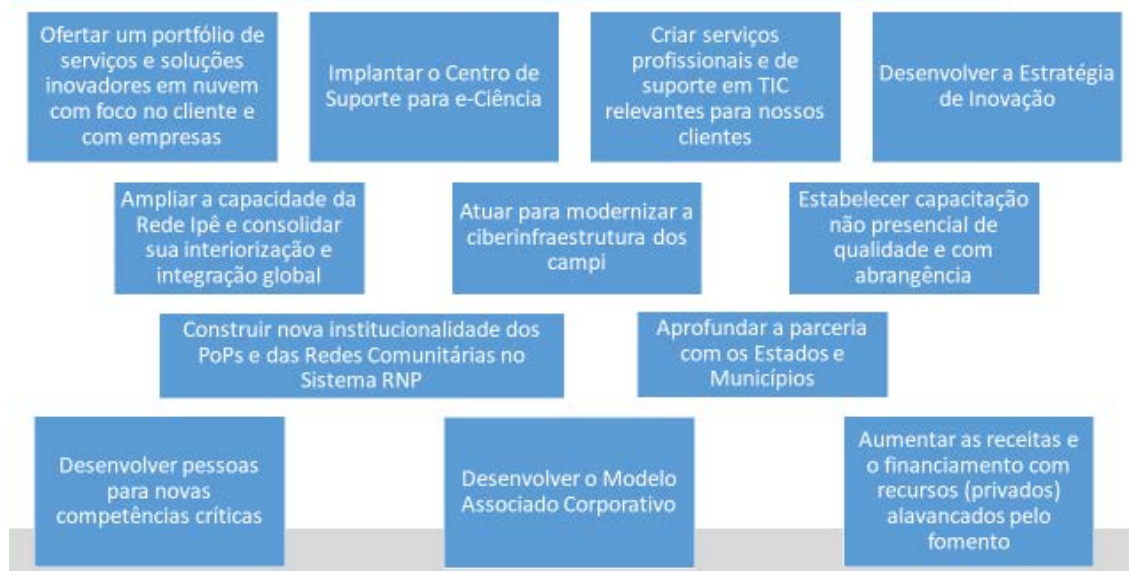 Ofertar um portfólio de
serviços e soluções
inovadores em nuvem
com foco no cliente e
com empresas
Implantar o Centro de
Suporte para e-Ciência
Criar serviços
profissionais e de
suporte em TIC
relevantes para nossos
clientes
Desenvolver a Estratégia
de Inovação
Ampliar a capacidade da
Rede Ipê e consolidar
sua interiorização e
integração global
Atuar para modernizar a
ciberinfraestrutura dos
campi
Estabelecer capacitação
não presencial de
qualidade e com
abrangência
Construir nova institucionalidade dos
PoPs e das Redes Comunitárias no
Sistema RNP
Aprofundar a parceria
com os Estados e
Municípios
Desenvolver pessoas
para novas
competências críticas
Desenvolver o Modelo
Associado Corporativo
Aumentar as receitas e
o financiamento com
recursos (privados)
alavancados pelo
fomento